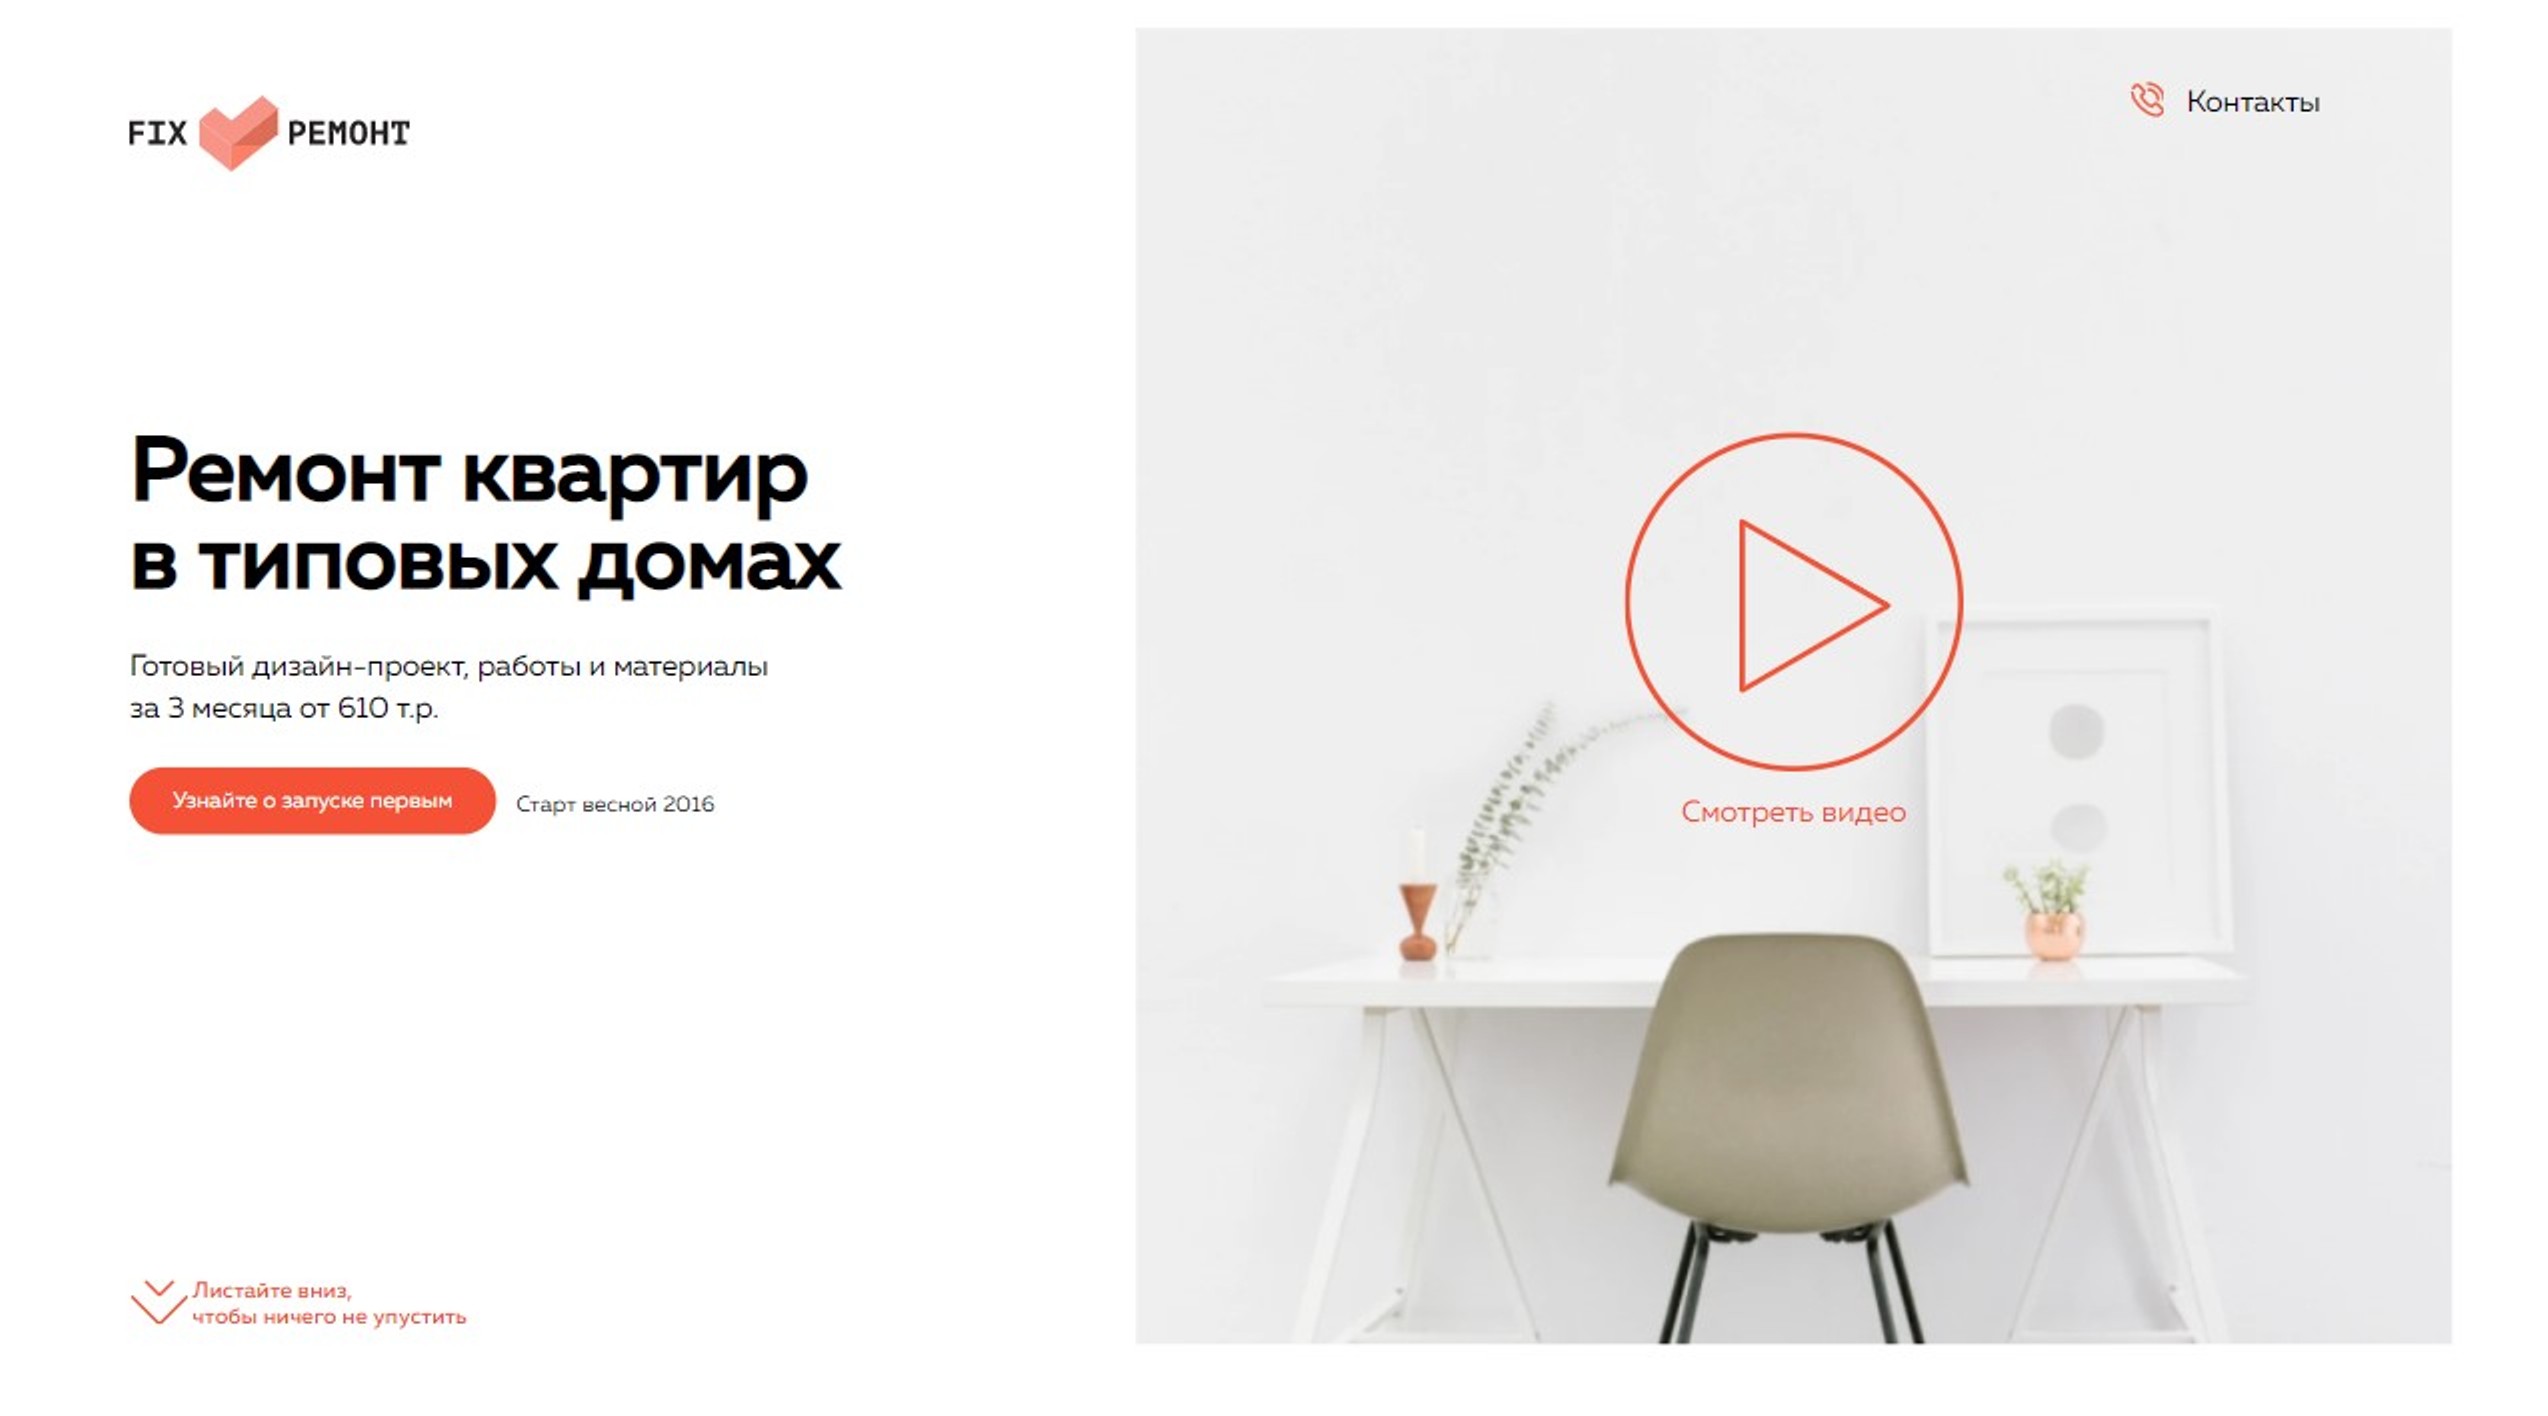 FIX РЕМОНТ
Контакты
Ремонт квартир
в типовых домах
Готовый дизайн-проект, работы и материалы
за 3 месяца от 610 т.р.
Узнайте о запуске первым
Старт весной 2016
Смотреть видео
Листайте вниз,
чтобы ничего не упустить